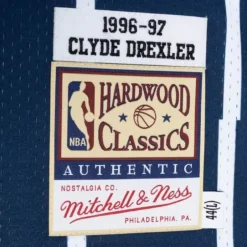 1996-97
CLYDE DREXLER
NBA
HARDWOOD
CLASSICS
AUTHENTIC
NOSTALGIA CO.
Mitchell & Ness
PHILADELPHIA, PA.
44(L)